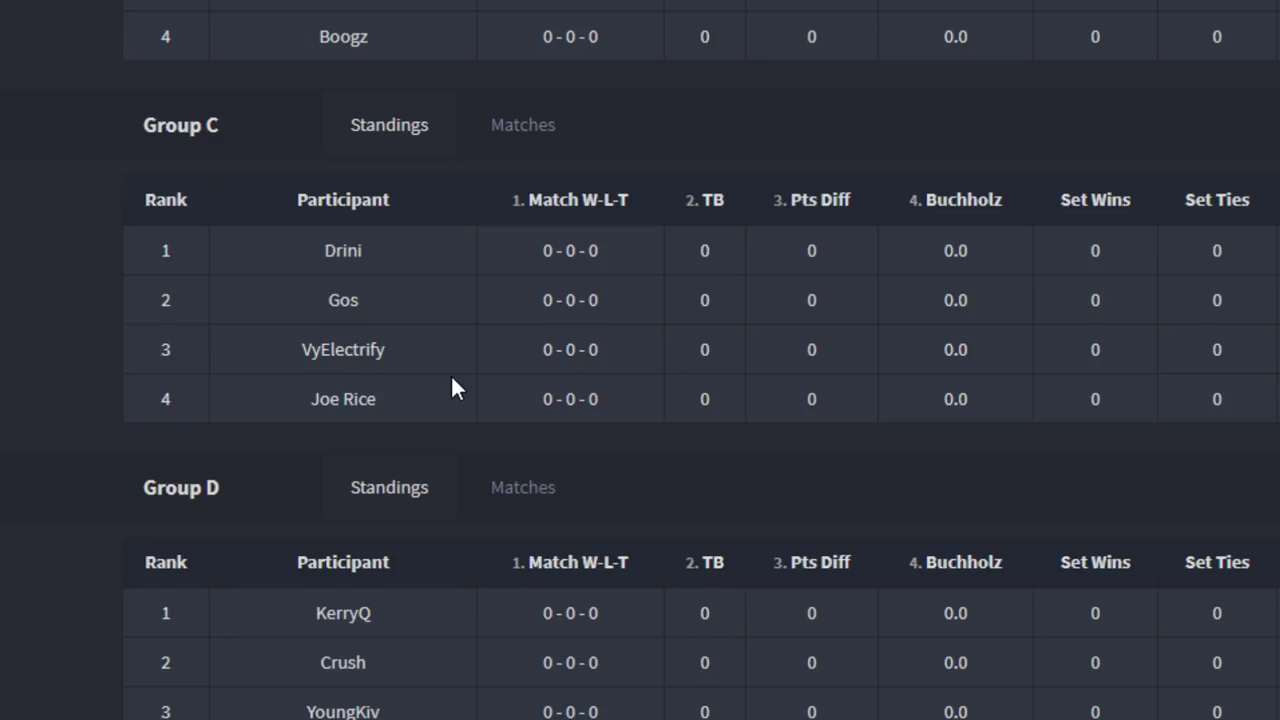 4 Boogz 0 - 0 - 0 0 0 0.0 0 0
Group C Standings Matches
Rank Participant 1. Match W-L-T 2. TB 3. Pts Diff 4. Buchholz Set Wins Set Ties
1 Drini 0 - 0 - 0 0 0 0.0 0 0
2 Gos 0 - 0 - 0 0 0 0.0 0 0
3 VyElectrify 0 - 0 - 0 0 0 0.0 0 0
4 Joe Rice 0 - 0 - 0 0 0 0.0 0 0
Group D Standings Matches
Rank Participant 1. Match W-L-T 2. TB 3. Pts Diff 4. Buchholz Set Wins Set Ties
1 KerryQ 0 - 0 - 0 0 0 0.0 0 0
2 Crush 0 - 0 - 0 0 0 0.0 0 0
3 YoungKiv 0 - 0 - 0 0 0 0.0 0 0